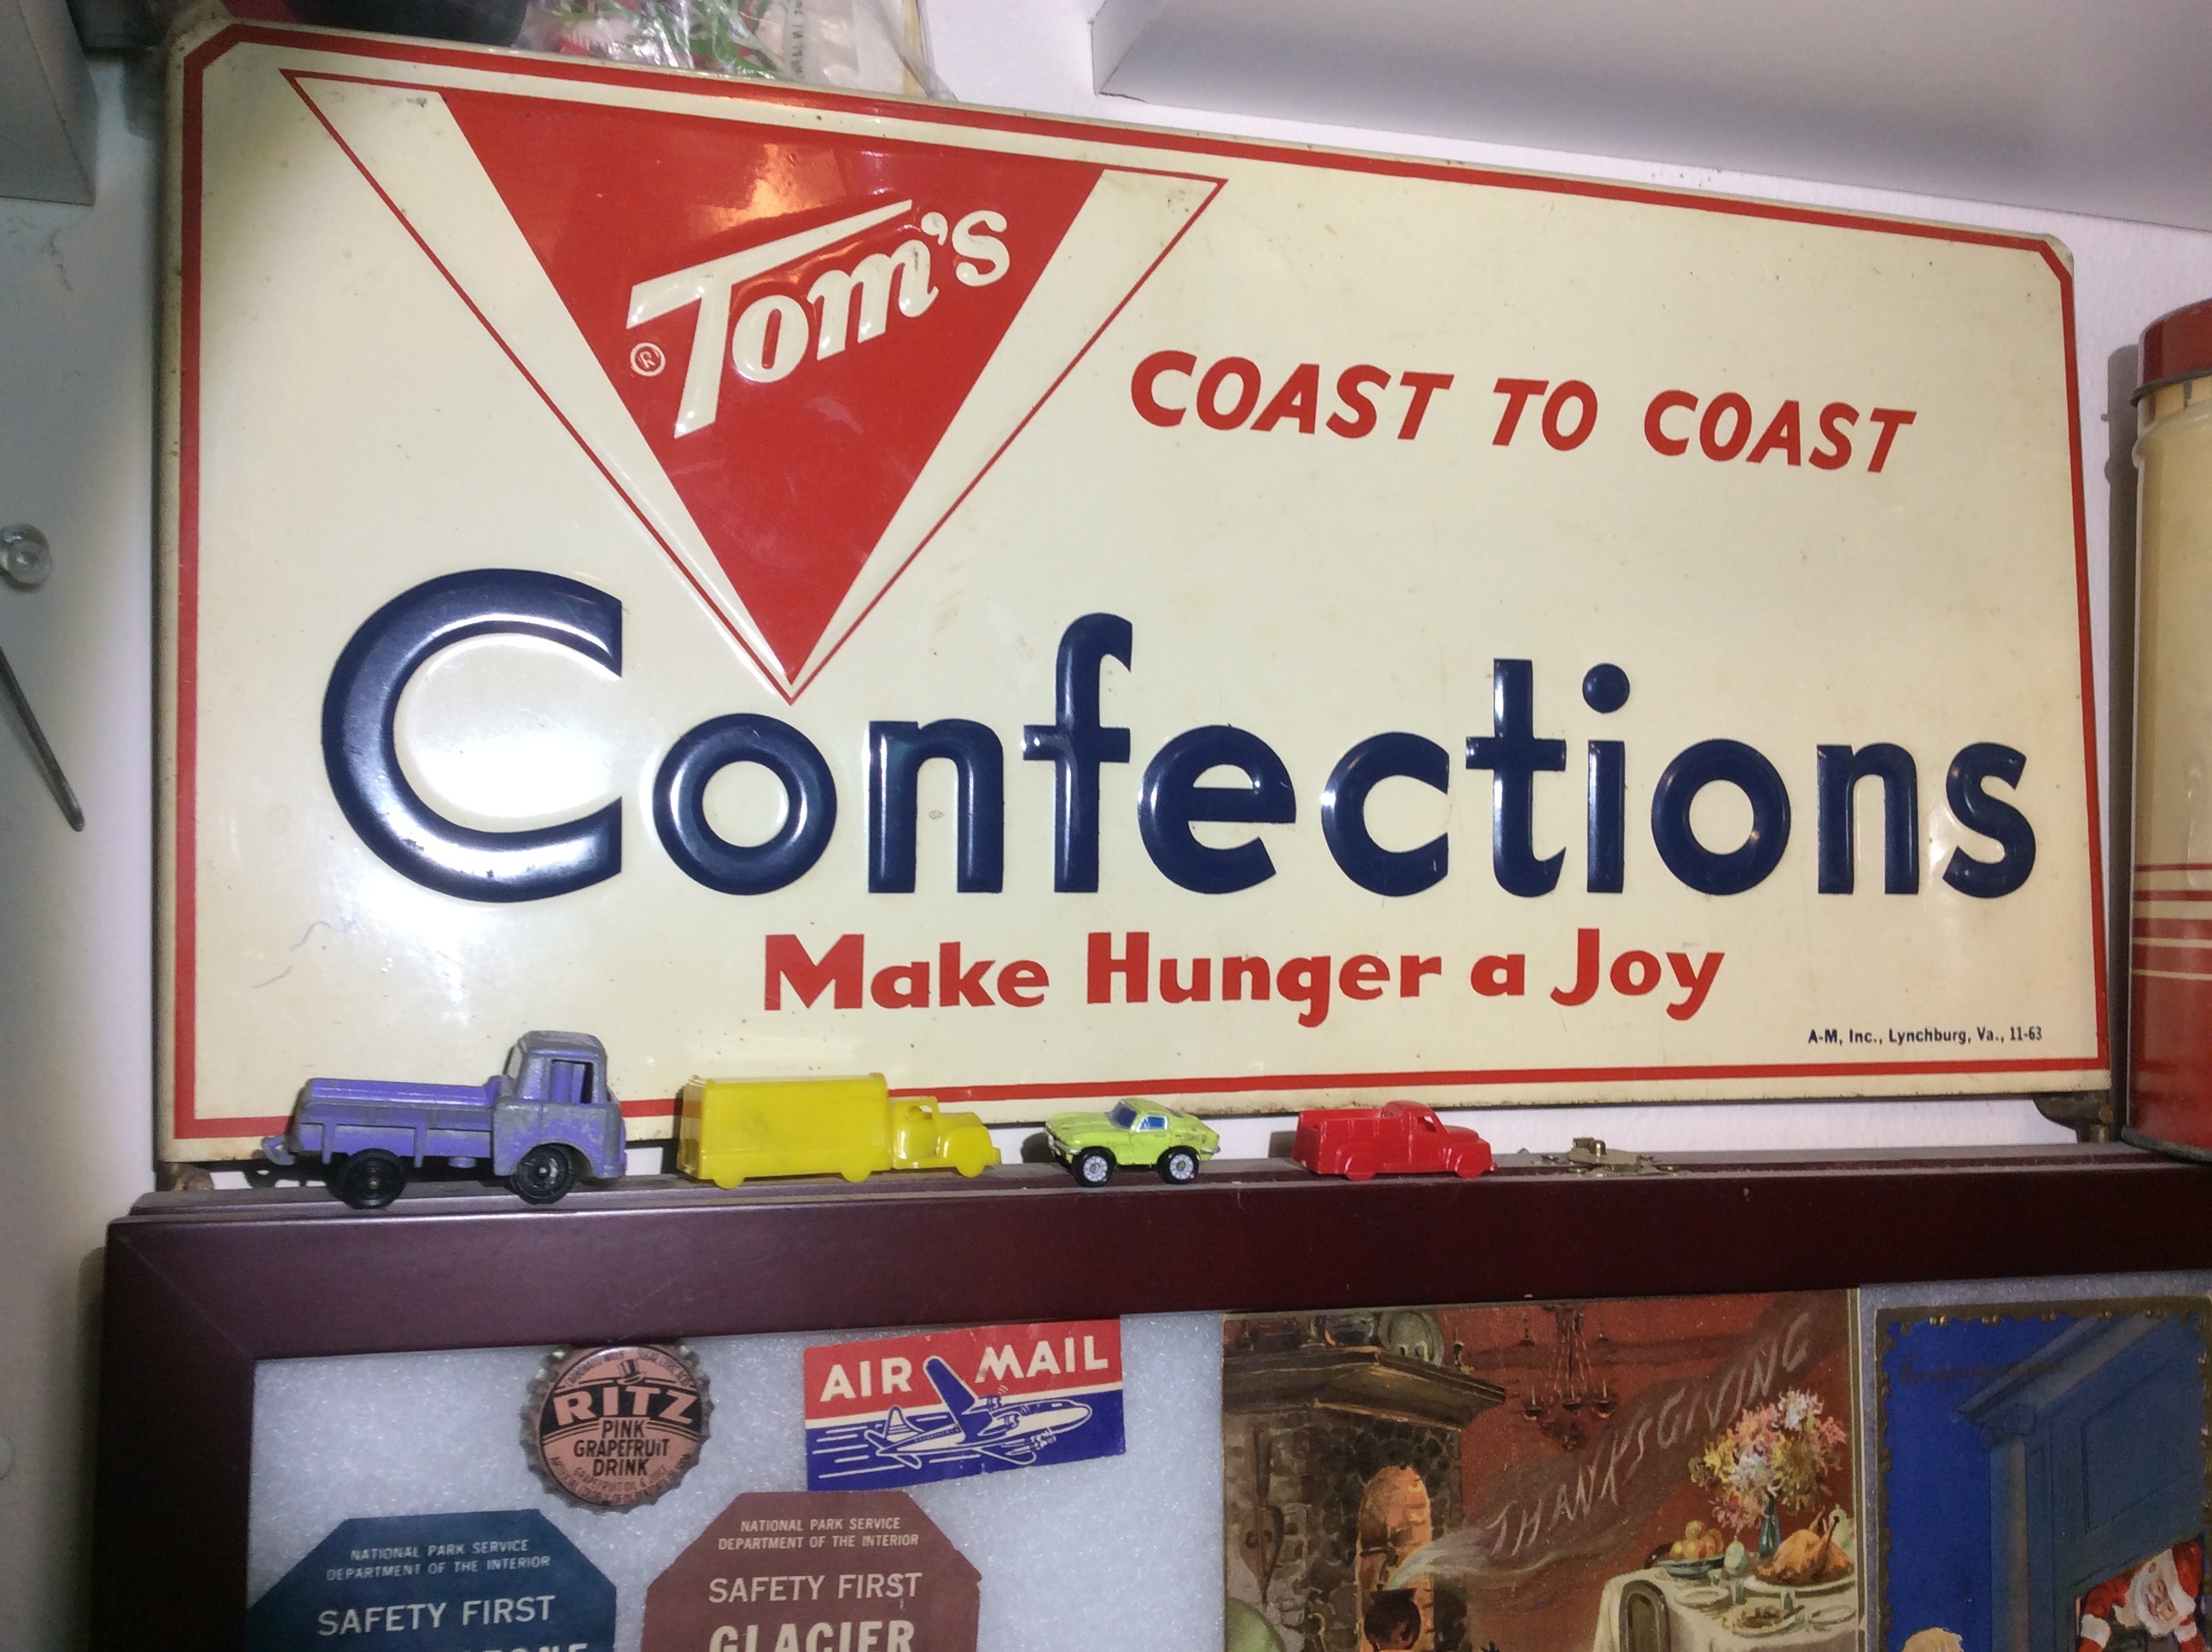 Tom's
®
COAST TO COAST
Confections
Make Hunger a Joy
A-M, Inc., Lynchburg, Va., 11-63
RITZ
PINK
GRAPEFRUIT
DRINK
AIR MAIL
THANKSGIVING
NATIONAL PARK SERVICE
DEPARTMENT OF THE INTERIOR
SAFETY FIRST
NATIONAL PARK SERVICE
DEPARTMENT OF THE INTERIOR
SAFETY FIRST
GLACIER